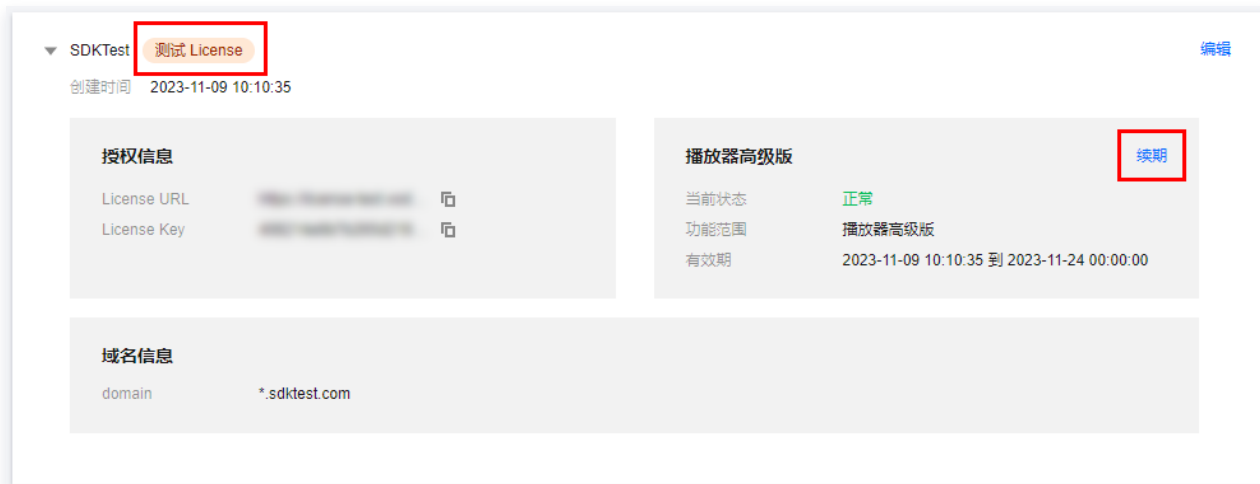 SDKTest 测试 License 编辑
创建时间 2023-11-09 10:10:35
授权信息
License URL
License Key
播放器高级版 续期
当前状态 正常
功能范围 播放器高级版
有效期 2023-11-09 10:10:35 到 2023-11-24 00:00:00
域名信息
domain *.sdktest.com